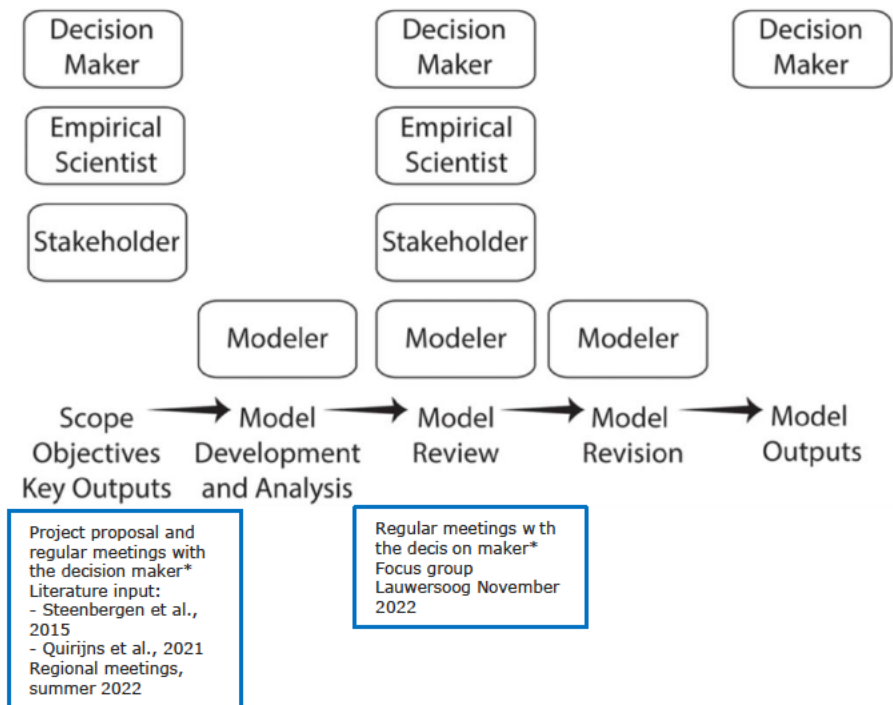 Decision
Maker
Decision
Maker
Decision
Maker
Empirical
Scientist
Empirical
Scientist
Stakeholder
Stakeholder
Modeler
Modeler
Modeler
Scope
Objectives
Key Outputs
Model
Development
and Analysis
Model
Review
Model
Revision
Model
Outputs
Project proposal and
regular meetings with
the decision maker*
Literature input:
- Steenbergen et al.,
2015
- Quirijns et al., 2021
Regional meetings,
summer 2022
Regular meetings w th
the decis on maker*
Focus group
Lauwersoog November
2022